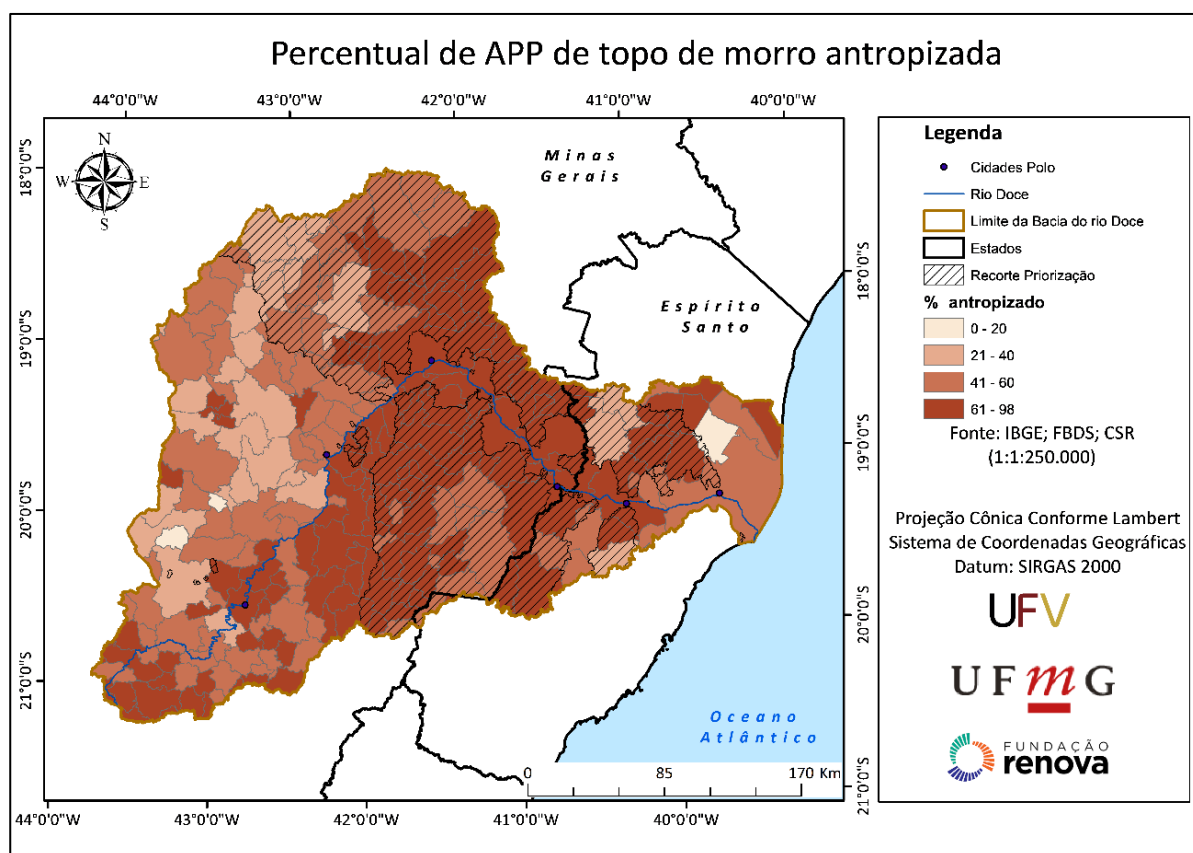 Percentual de APP de topo de morro antropizada
44°0'0"W 43°0'0"W 42°0'0"W 41°0'0"W 40°0'0"W
18°0'0"S
19°0'0"S
20°0'0"S
21°0'0"S
N
W E
S
Minas
Gerais
Espírito
Santo
Oceano
Atlântico
0 85 170 Km
18°0'0"S
19°0'0"S
20°0'0"S
21°0'0"S
44°0'0"W 43°0'0"W 42°0'0"W 41°0'0"W 40°0'0"W
Legenda
Cidades Polo
Rio Doce
Limite da Bacia do rio Doce
Estados
Recorte Priorização
% antropizado
0 - 20
21 - 40
41 - 60
61 - 98
Fonte: IBGE; FBDS; CSR
(1:1:250.000)
Projeção Cônica Conforme Lambert
Sistema de Coordenadas Geográficas
Datum: SIRGAS 2000
UFV
UFmG
FUNDAÇÃO
renova